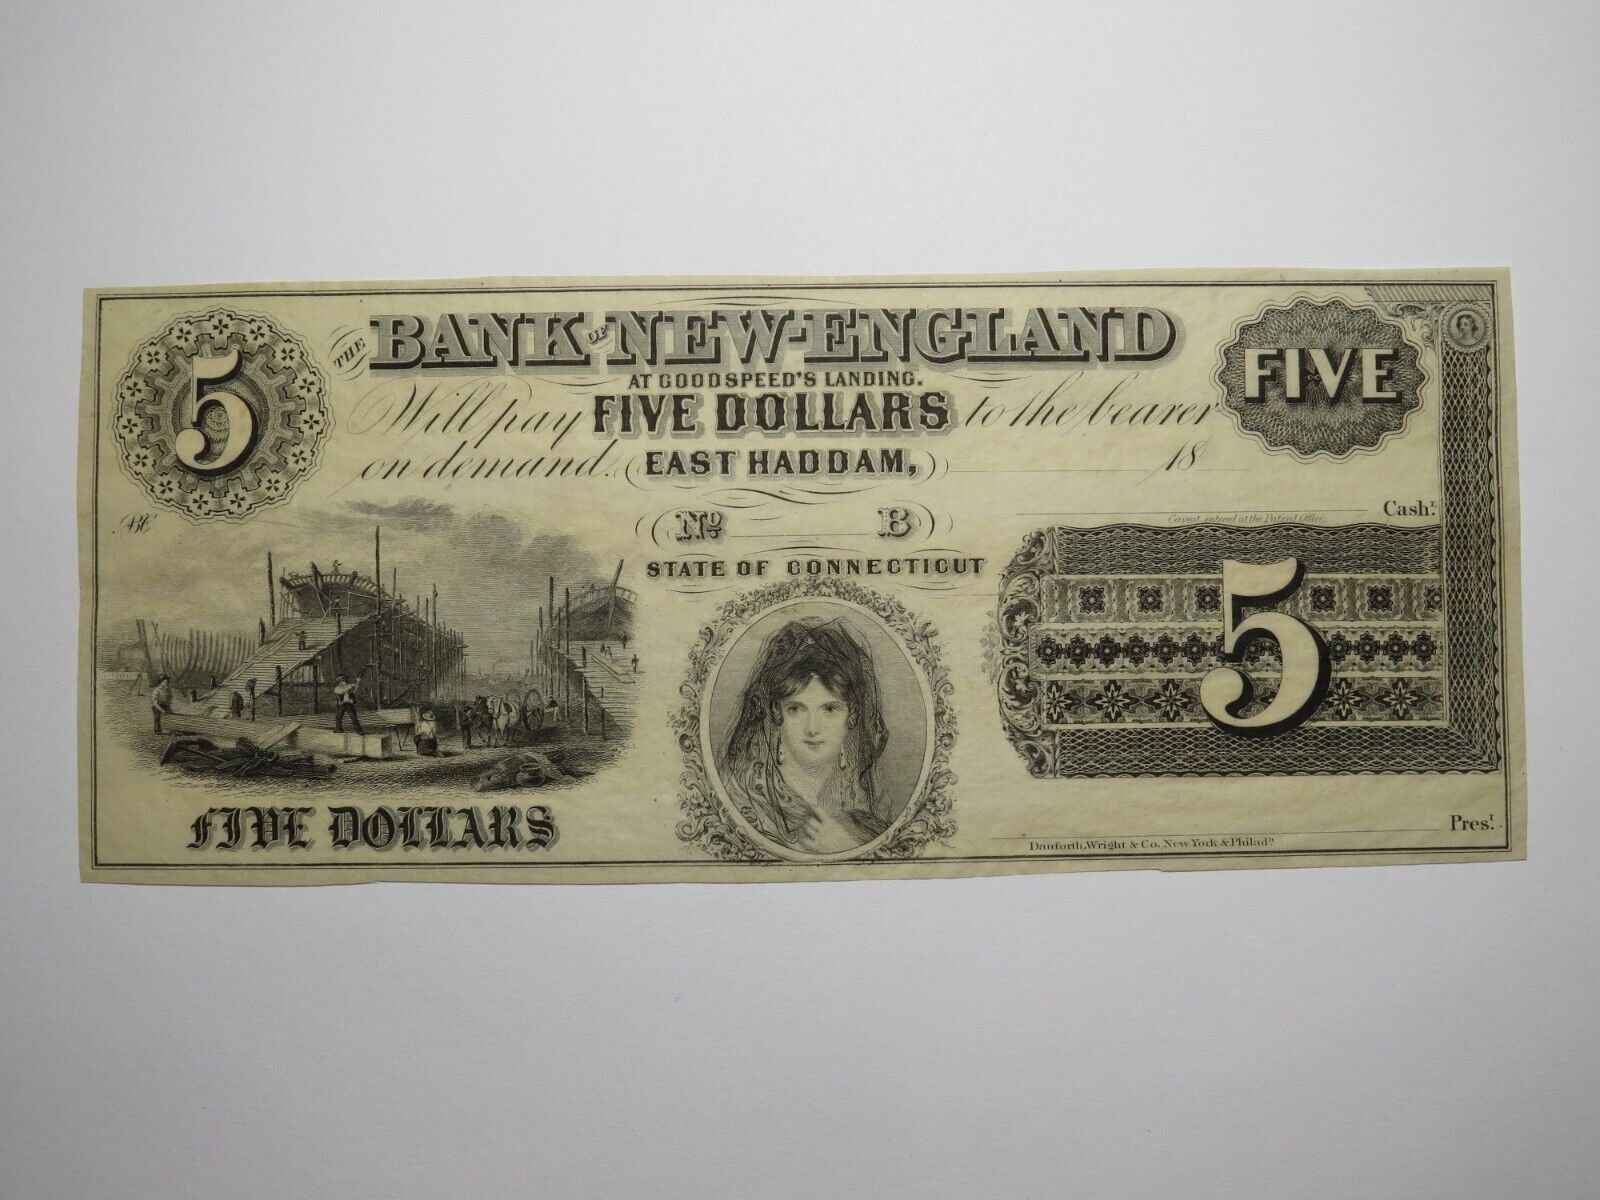 5
THE BANK OF NEW-ENGLAND
FIVE
AT GOODSPEED'S LANDING.
Will pay FIVE DOLLARS to the bearer
on demand. EAST HADDAM, 18
Cash.r
No B
Caveat entered at the Patent Office.
STATE OF CONNECTICUT
5
FIVE DOLLARS
Pres.t
Danforth, Wright & Co. New York & Philad.a